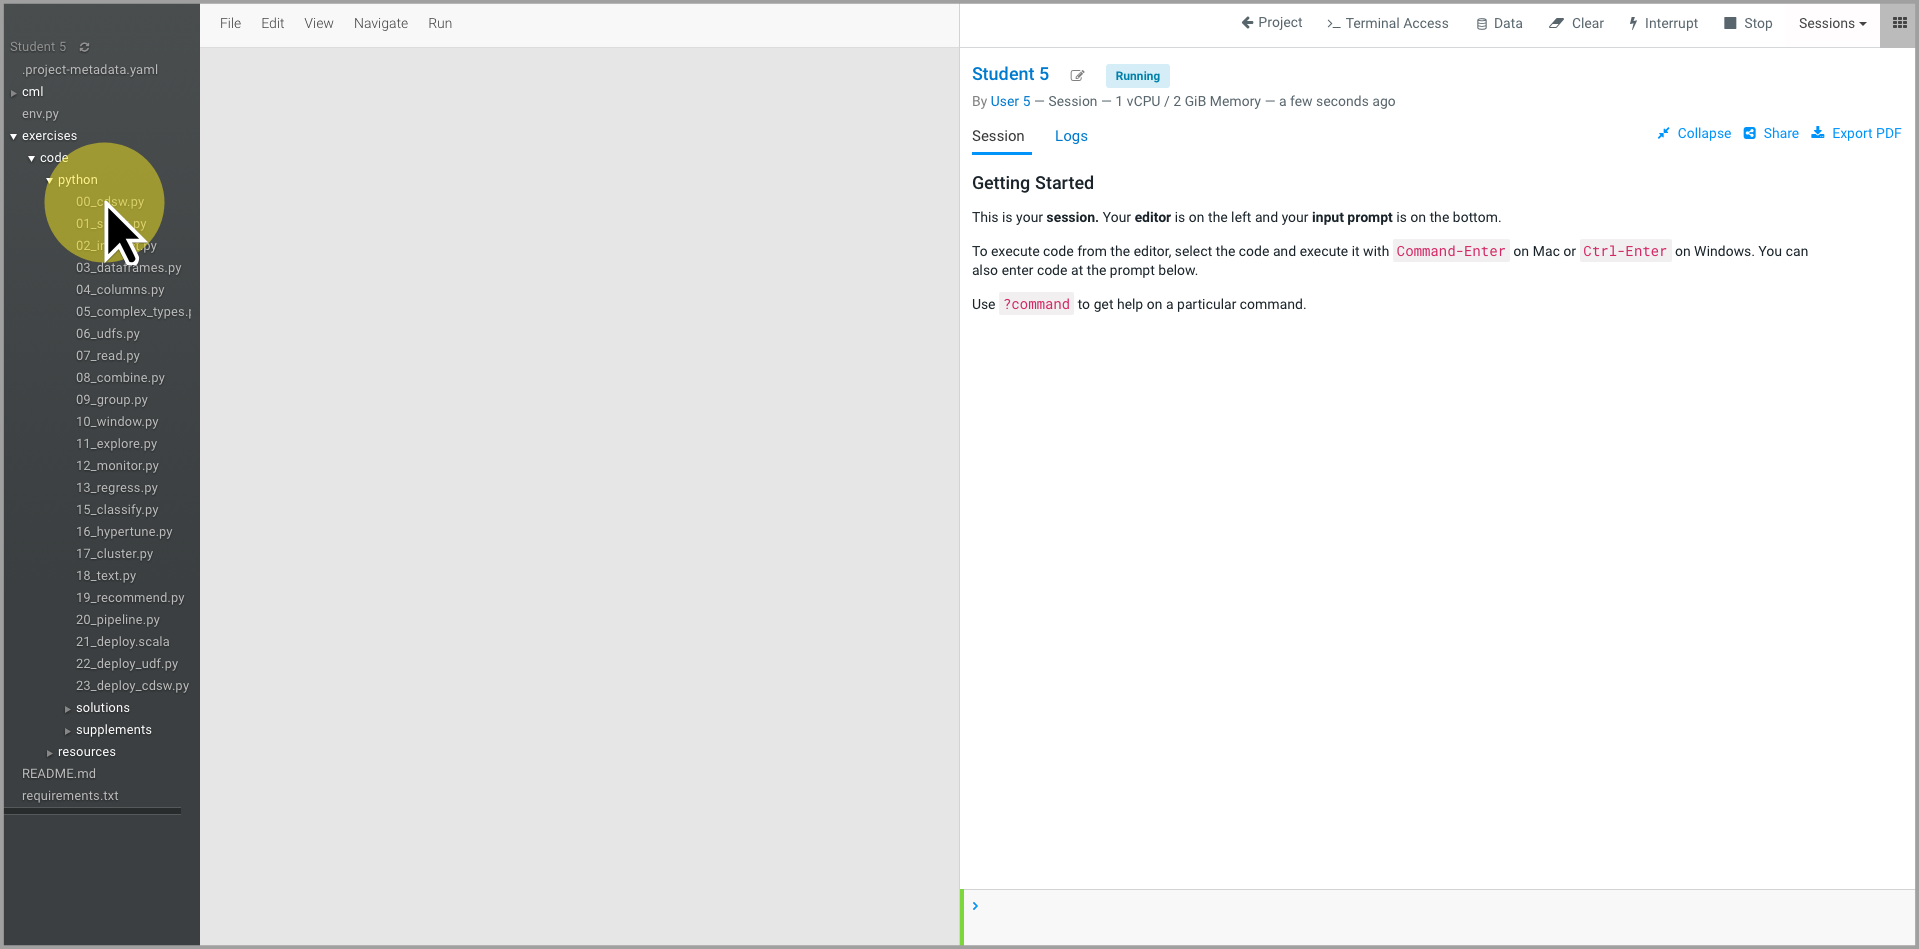 File Edit View Navigate Run
Project Terminal Access Data Clear Interrupt Stop Sessions
Student 5
.project-metadata.yaml
cml
env.py
exercises
code
python
00_cdsw.py
03_dataframes.py
04_columns.py
05_complex_types.p
06_udfs.py
07_read.py
08_combine.py
09_group.py
10_window.py
11_explore.py
12_monitor.py
13_regress.py
15_classify.py
16_hypertune.py
17_cluster.py
18_text.py
19_recommend.py
20_pipeline.py
21_deploy.scala
22_deploy_udf.py
23_deploy_cdsw.py
solutions
supplements
resources
README.md
requirements.txt
Student 5 Running
By User 5 — Session — 1 vCPU / 2 GiB Memory — a few seconds ago
Session Logs Collapse Share Export PDF
Getting Started
This is your session. Your editor is on the left and your input prompt is on the bottom.
To execute code from the editor, select the code and execute it with Command-Enter on Mac or Ctrl-Enter on Windows. You can
also enter code at the prompt below.
Use ?command to get help on a particular command.